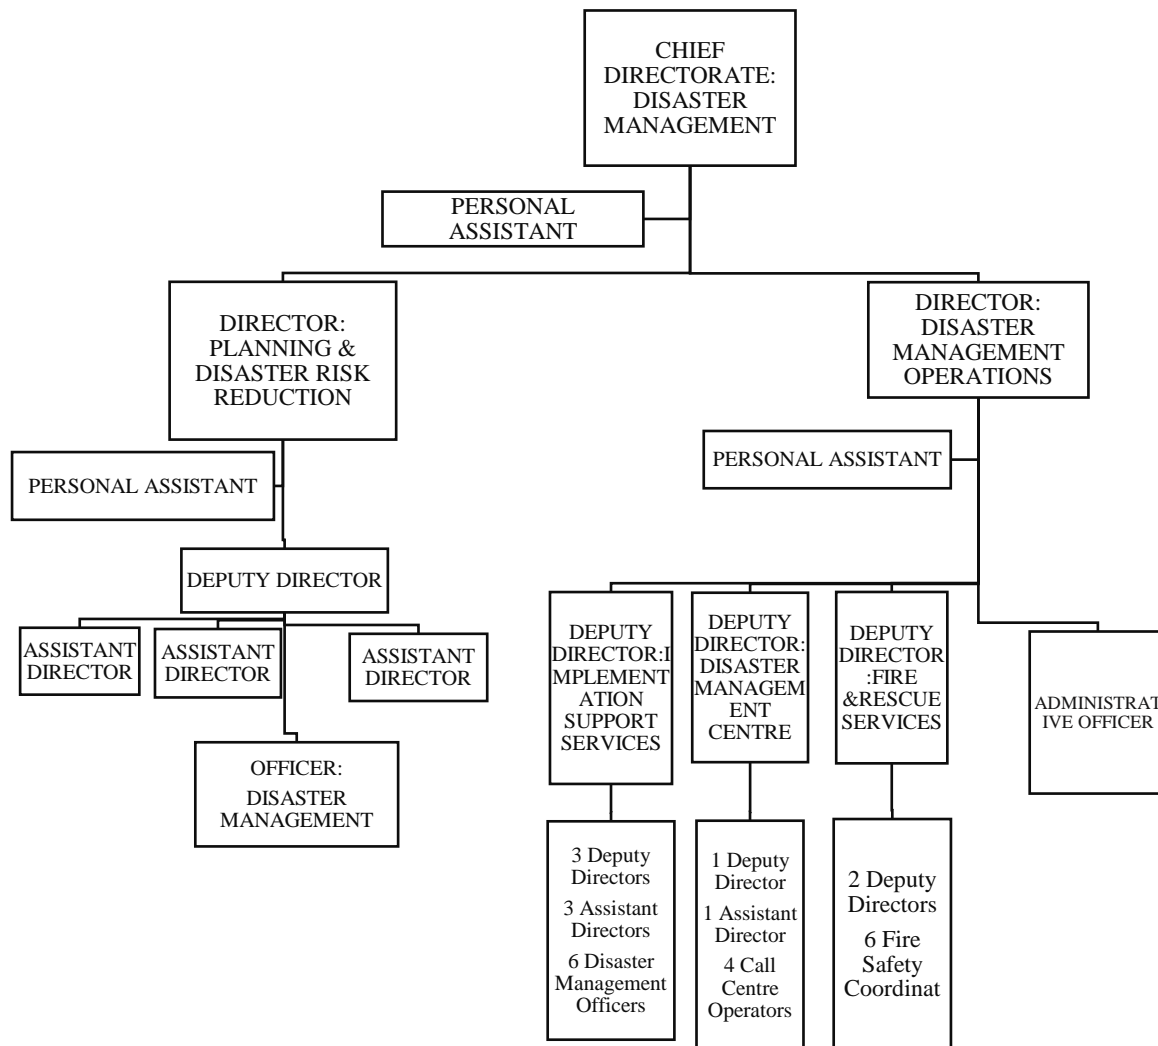 CHIEF
DIRECTORATE:
DISASTER
MANAGEMENT
PERSONAL
ASSISTANT
DIRECTOR:
PLANNING &
DISASTER RISK
REDUCTION
DIRECTOR:
DISASTER
MANAGEMENT
OPERATIONS
PERSONAL ASSISTANT
PERSONAL ASSISTANT
DEPUTY DIRECTOR
ASSISTANT
DIRECTOR
ASSISTANT
DIRECTOR
ASSISTANT
DIRECTOR
OFFICER:
DISASTER
MANAGEMENT
DEPUTY
DIRECTOR:I
MPLEMENT
ATION
SUPPORT
SERVICES
DEPUTY
DIRECTOR:
DISASTER
MANAGEM
ENT
CENTRE
DEPUTY
DIRECTOR
:FIRE
&RESCUE
SERVICES
ADMINISTRAT
IVE OFFICER
3 Deputy
Directors
3 Assistant
Directors
6 Disaster
Management
Officers
1 Deputy
Director
1 Assistant
Director
4 Call
Centre
Operators
2 Deputy
Directors
6 Fire
Safety
Coordinat